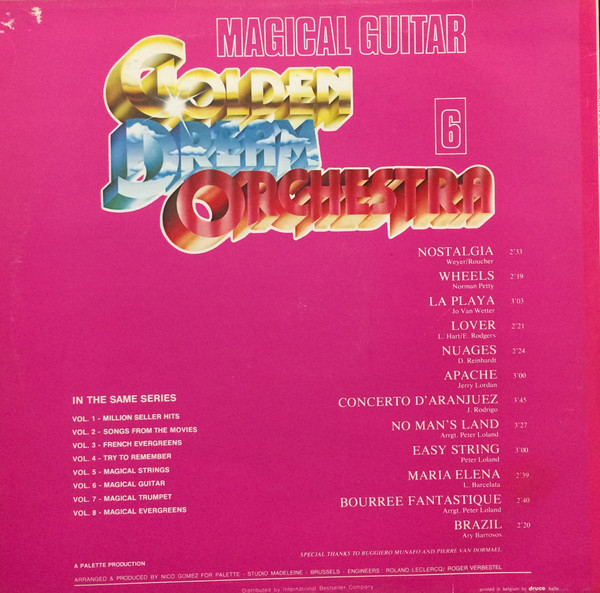 MAGICAL GUITAR
GOLDEN
DREAM
ORCHESTRA
6
NOSTALGIA 2'33
Weyer/Roucher
WHEELS 2'19
Norman Petty
LA PLAYA 3'03
Jo Van Wetter
LOVER 2'21
L. Hart/E. Rodgers
NUAGES 2'24
D. Reinhardt
APACHE 3'00
Jerry Lordan
CONCERTO D'ARANJUEZ 3'45
J. Rodrigo
NO MAN'S LAND 3'27
Arrgt. Peter Loland
EASY STRING 3'00
Peter Loland
MARIA ELENA 2'39
L. Barcelata
BOURREE FANTASTIQUE 2'40
Arrgt. Peter Loland
BRAZIL 2'20
Ary Barrosos
IN THE SAME SERIES
VOL. 1 - MILLION SELLER HITS
VOL. 2 - SONGS FROM THE MOVIES
VOL. 3 - FRENCH EVERGREENS
VOL. 4 - TRY TO REMEMBER
VOL. 5 - MAGICAL STRINGS
VOL. 6 - MAGICAL GUITAR
VOL. 7 - MAGICAL TRUMPET
VOL. 8 - MAGICAL EVERGREENS
SPECIAL THANKS TO RUGGIERO MUNAFO AND PIERRE VAN DORMAEL
A PALETTE PRODUCTION
ARRANGED & PRODUCED BY NICO GOMEZ FOR PALETTE - STUDIO MADELEINE - BRUSSELS - ENGINEERS : ROLAND LECLERCQ/ ROGER VERBESTEL
Distributed by International Bestseller Company
printed in belgium by druco halle